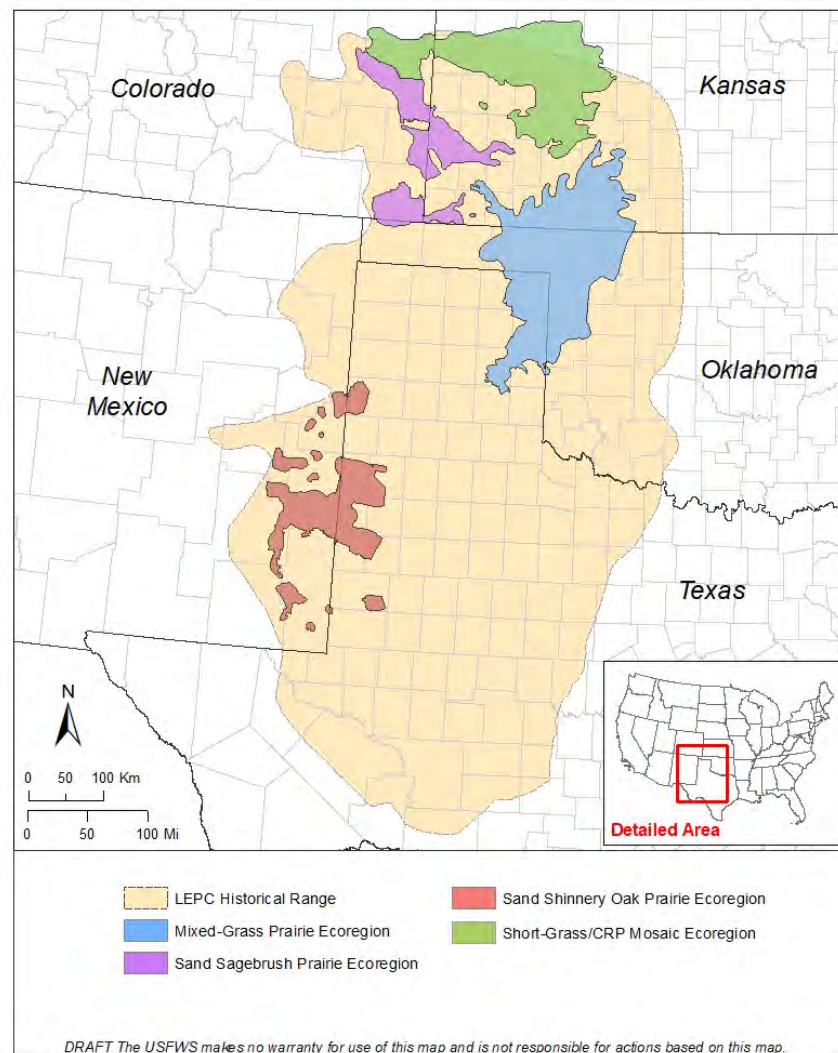 Colorado
Kansas
New
Mexico
Oklahoma
Texas
N
0 50 100 Km
0 50 100 Mi
Detailed Area
LEPC Historical Range
Mixed-Grass Prairie Ecoregion
Sand Sagebrush Prairie Ecoregion
Sand Shinnery Oak Prairie Ecoregion
Short-Grass/CRP Mosaic Ecoregion
DRAFT The USFWS makes no warranty for use of this map and is not responsible for actions based on this map.